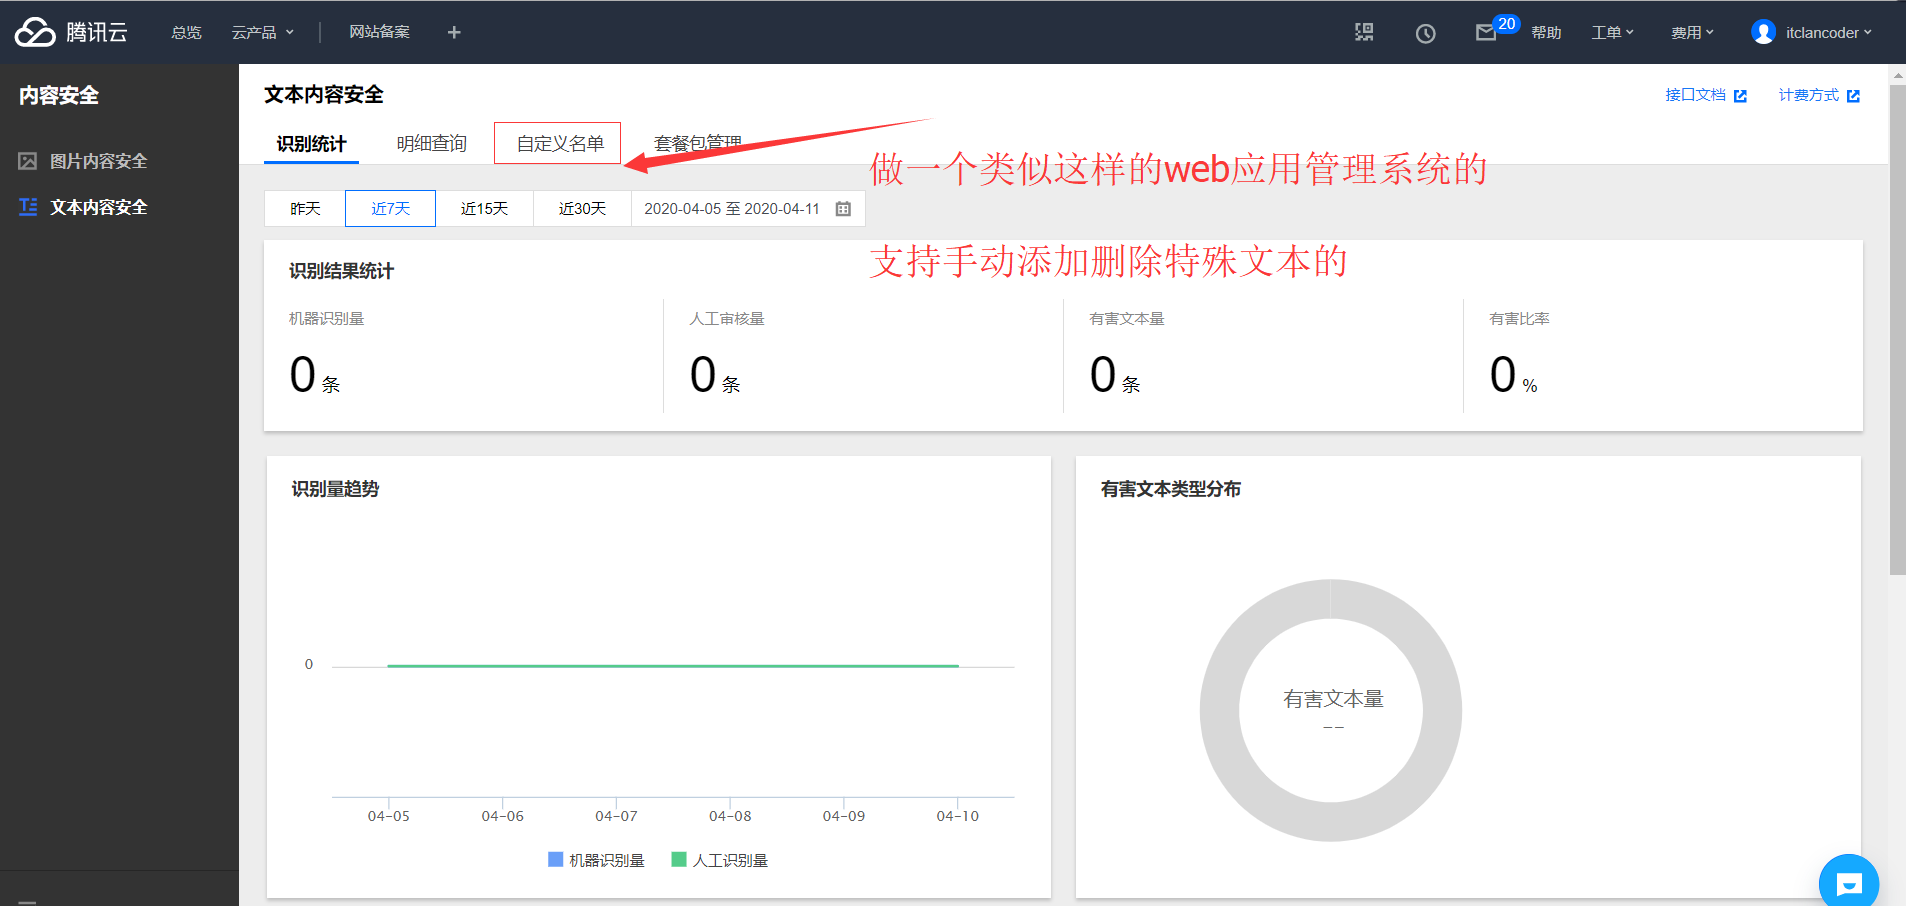 腾讯云
总览
云产品
网站备案
20
帮助
工单
费用
itclancoder
内容安全
图片内容安全
文本内容安全
文本内容安全
接口文档
计费方式
识别统计
明细查询
自定义名单
套餐包管理
做一个类似这样的web应用管理系统的
昨天
近7天
近15天
近30天
2020-04-05 至 2020-04-11
支持手动添加删除特殊文本的
识别结果统计
机器识别量
人工审核量
有害文本量
有害比率
0 条
0 条
0 条
0 %
识别量趋势
0
04-05
04-06
04-07
04-08
04-09
04-10
机器识别量
人工识别量
有害文本类型分布
有害文本量
--